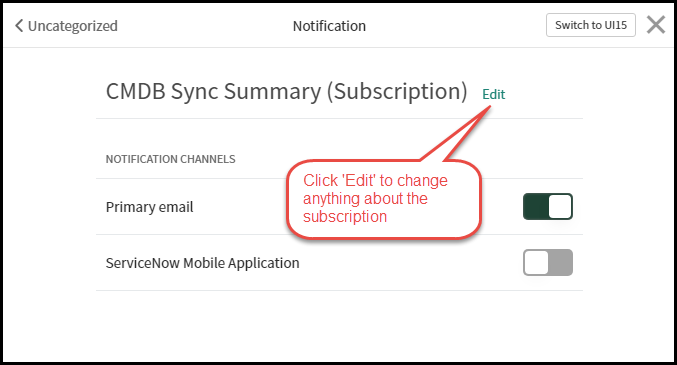 Uncategorized
Notification
Switch to UI15
CMDB Sync Summary (Subscription) Edit
NOTIFICATION CHANNELS
Click 'Edit' to change
anything about the
subscription
Primary email
ServiceNow Mobile Application